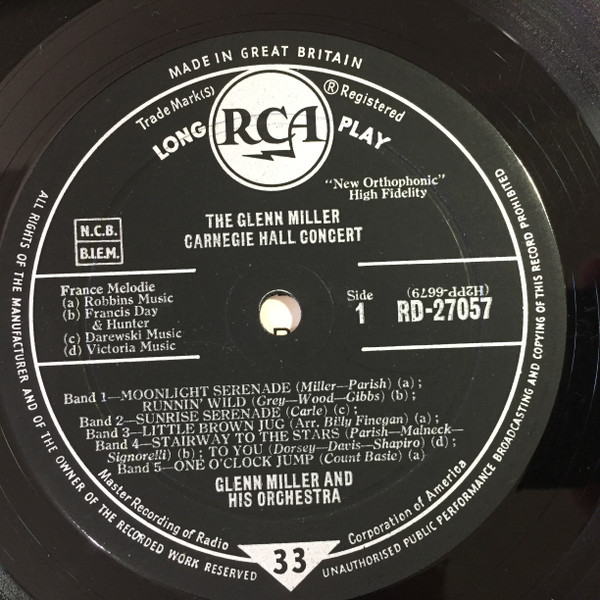 MADE IN GREAT BRITAIN
Trade Mark(S)
® Registered
LONG RCA PLAY
"New Orthophonic"
High Fidelity
N.C.B.
B.I.E.M.
THE GLENN MILLER
CARNEGIE HALL CONCERT
France Melodie
(a) Robbins Music
(b) Francis Day
& Hunter
(c) Darewski Music
(d) Victoria Music
Side
1
(H2PP-6679)
RD-27057
Band 1—MOONLIGHT SERENADE (Miller—Parish) (a) ;
RUNNIN' WILD (Grey—Wood—Gibbs) (b) ;
Band 2—SUNRISE SERENADE (Carle) (c) ;
Band 3—LITTLE BROWN JUG (Arr. Billy Finegan) (a) ;
Band 4—STAIRWAY TO THE STARS (Parish—Malneck—
Signorelli) (b) ; TO YOU (Dorsey—Davis—Shapiro) (d) ;
Band 5—ONE O'CLOCK JUMP (Count Basie) (a)
GLENN MILLER AND
HIS ORCHESTRA
Master Recording of Radio Corporation of America
33
ALL RIGHTS OF THE MANUFACTURER AND OF THE OWNER OF THE RECORDED WORK RESERVED
UNAUTHORISED PUBLIC PERFORMANCE BROADCASTING AND COPYING OF THIS RECORD PROHIBITED